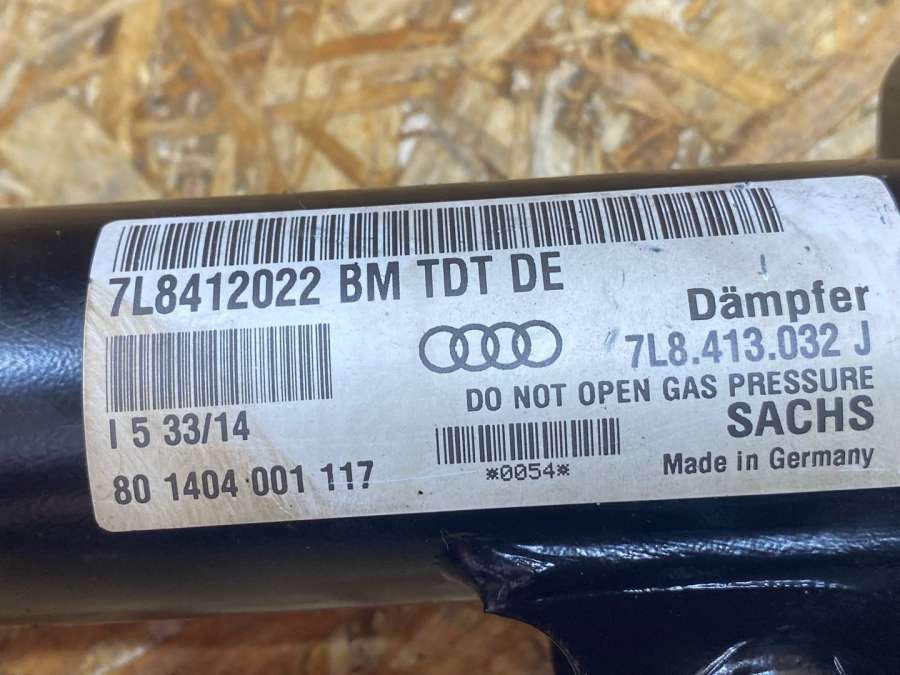 7L8412022 BM TDT DE
Dämpfer
7L8.413.032 J
DO NOT OPEN GAS PRESSURE
I 5 33/14
SACHS
*0054*
Made in Germany
80 1404 001 117